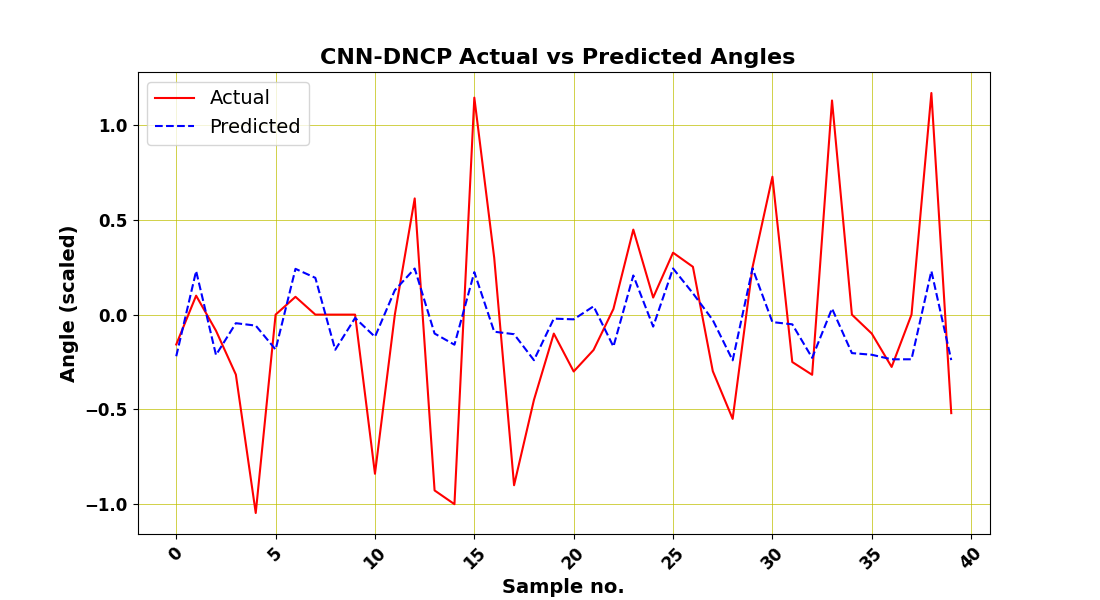 CNN-DNCP Actual vs Predicted Angles
Actual
Predicted
Angle (scaled)
1.0
0.5
0.0
−0.5
−1.0
0 5 10 15 20 25 30 35 40
Sample no.